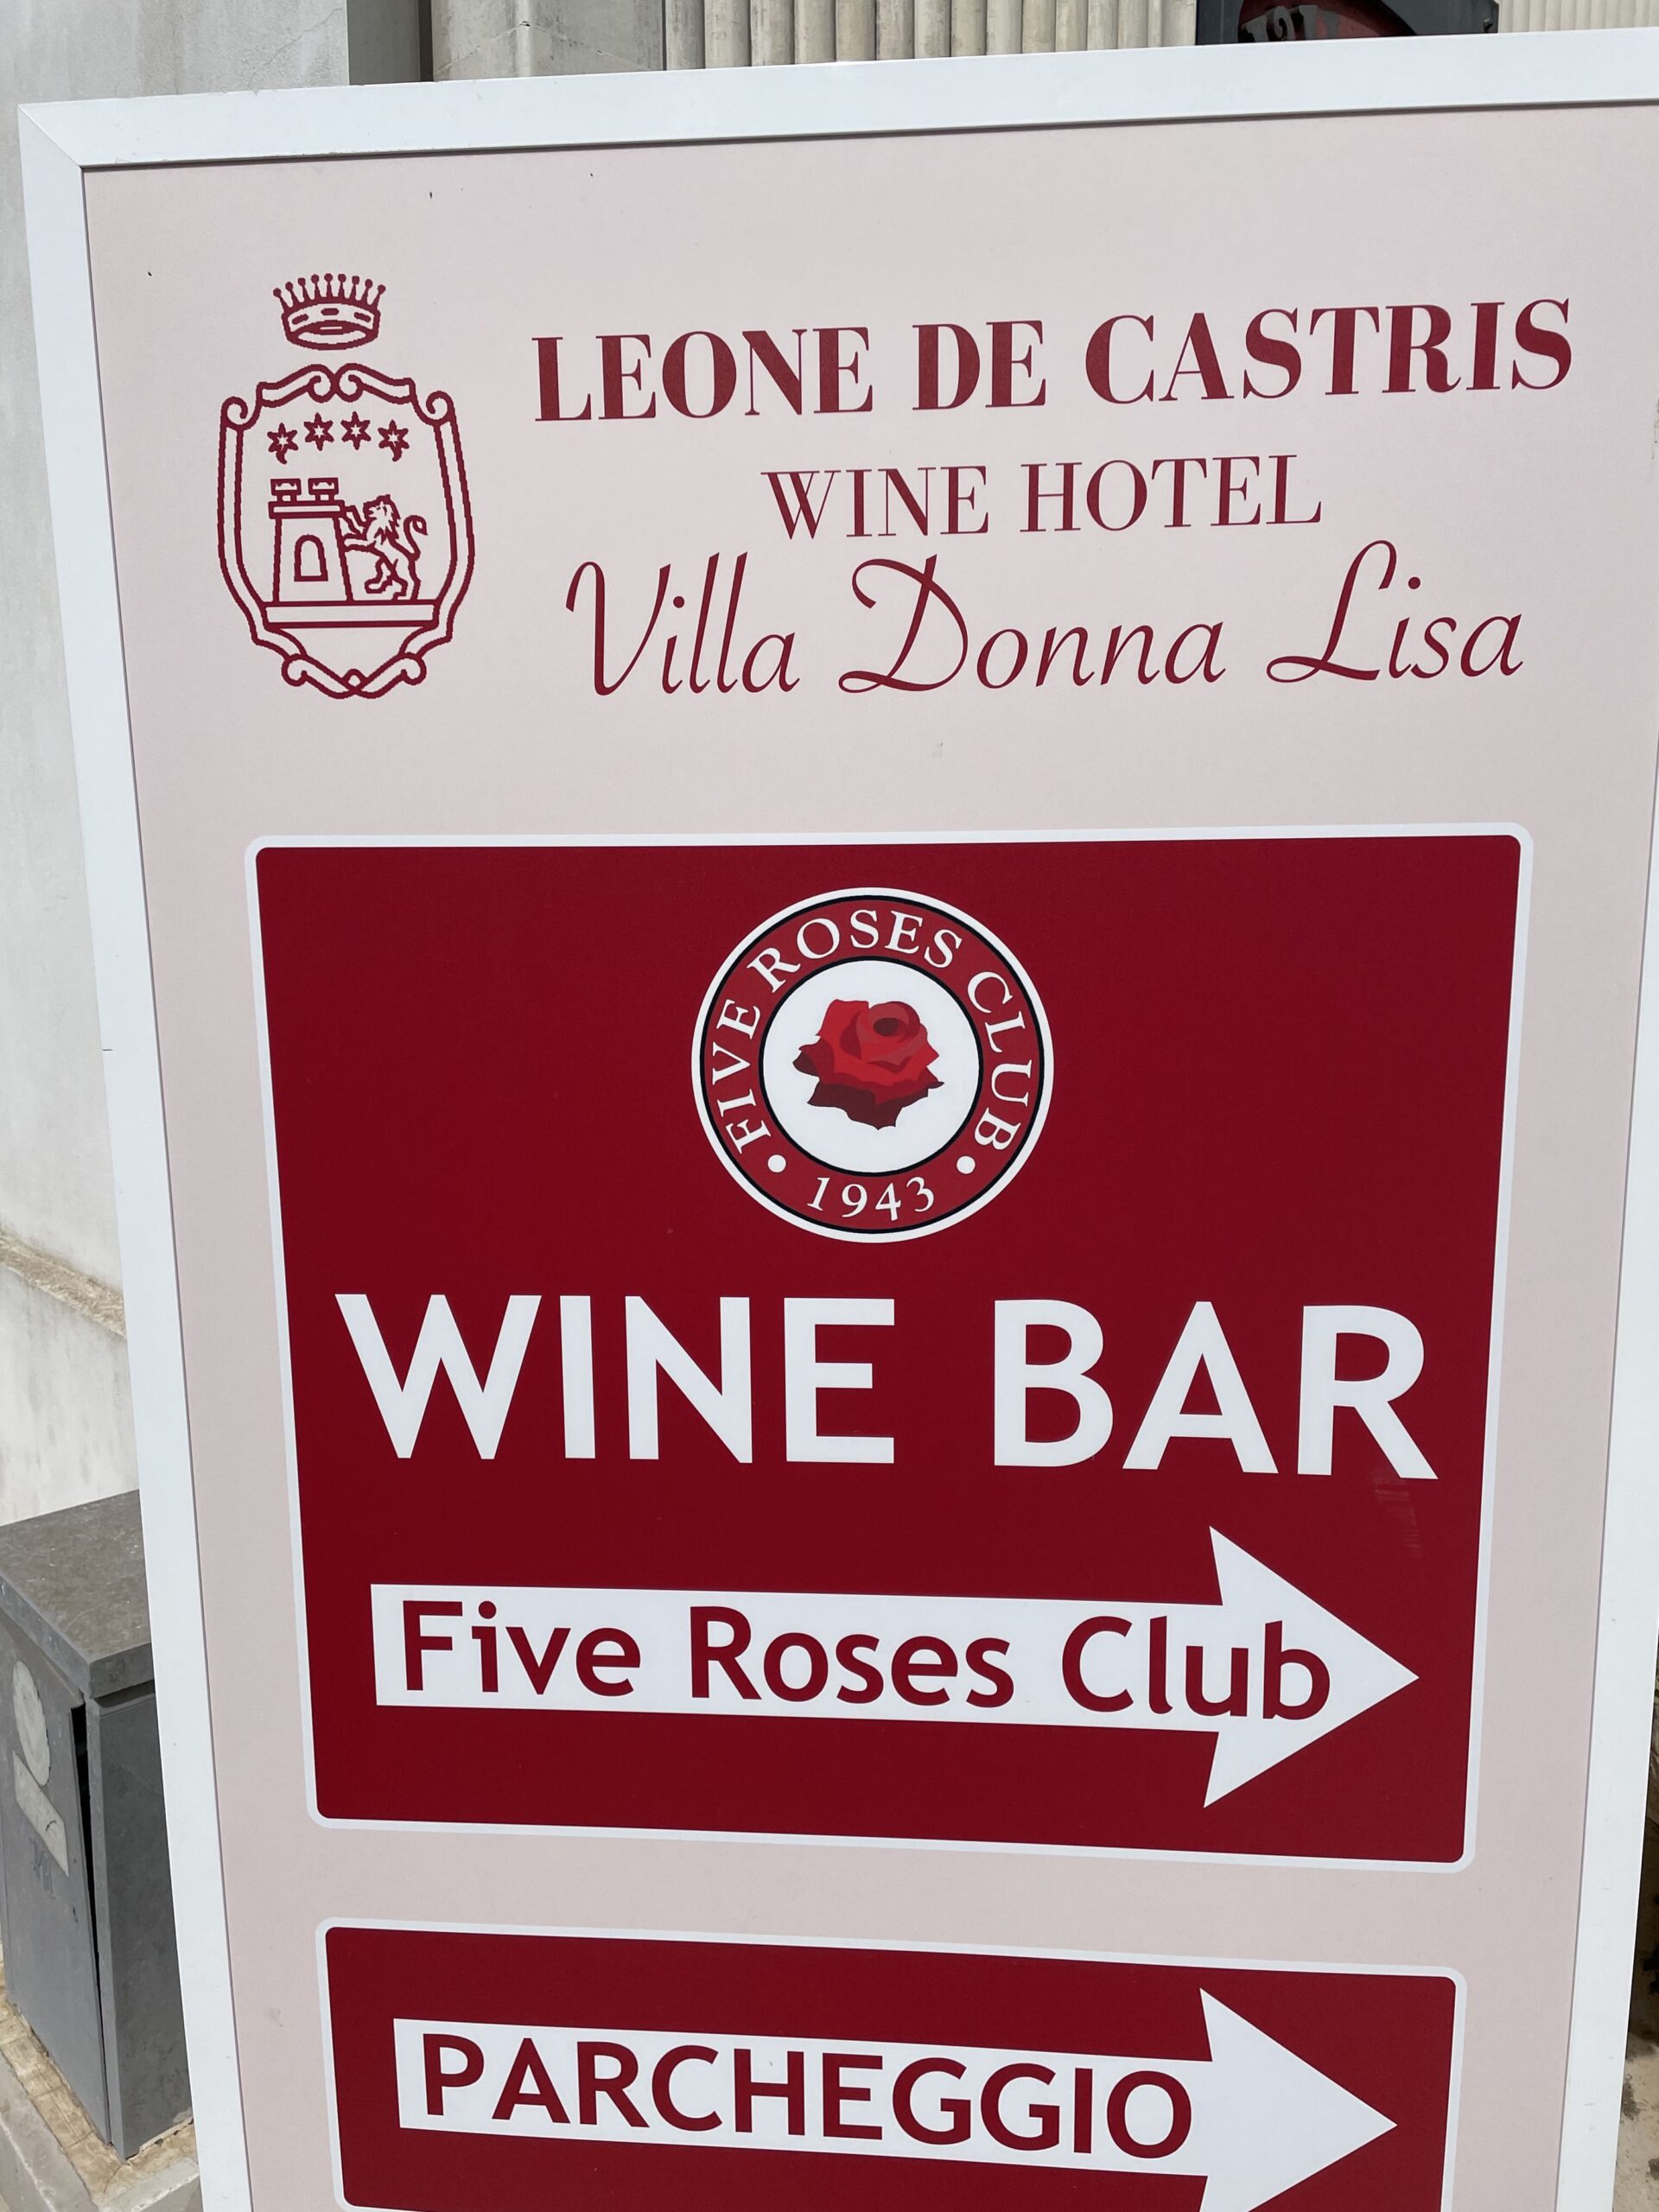 LEONE DE CASTRIS
WINE HOTEL
Villa Donna Lisa
FIVE ROSES CLUB
• 1943 •
WINE BAR
Five Roses Club
PARCHEGGIO